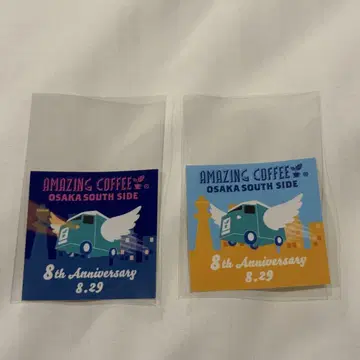 AMAZING COFFEE
OSAKA SOUTH SIDE
8th Anniversary
8.29
AMAZING COFFEE
OSAKA SOUTH SIDE
8th Anniversary
8.29